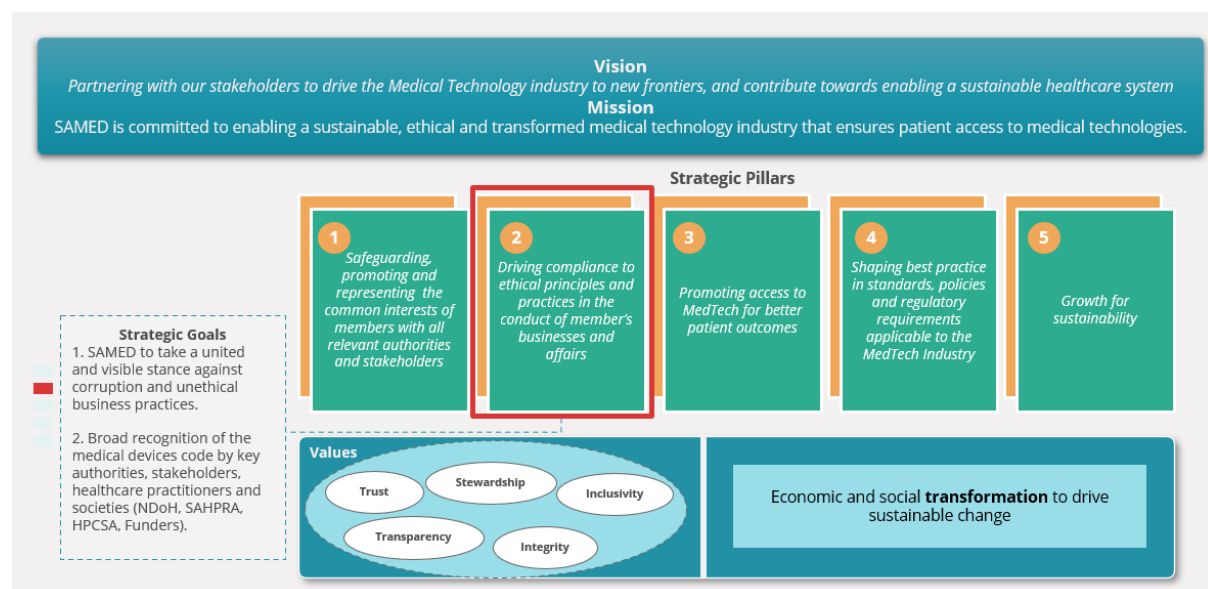 Vision
Partnering with our stakeholders to drive the Medical Technology industry to new frontiers, and contribute towards enabling a sustainable healthcare system
Mission
SAMED is committed to enabling a sustainable, ethical and transformed medical technology industry that ensures patient access to medical technologies.
Strategic Pillars
1
Safeguarding,
promoting and
representing the
common interests of
members with all
relevant authorities
and stakeholders
2
Driving compliance to
ethical principles and
practices in the
conduct of member's
businesses and
affairs
3
Promoting access to
MedTech for better
patient outcomes
4
Shaping best practice
in standards, policies
and regulatory
requirements
applicable to the
MedTech Industry
5
Growth for
sustainability
Strategic Goals
1. SAMED to take a united
and visible stance against
corruption and unethical
business practices.
2. Broad recognition of the
medical devices code by key
authorities, stakeholders,
healthcare practitioners and
societies (NDoH, SAHPRA,
HPCSA, Funders).
Values
Trust
Stewardship
Inclusivity
Transparency
Integrity
Economic and social transformation to drive
sustainable change